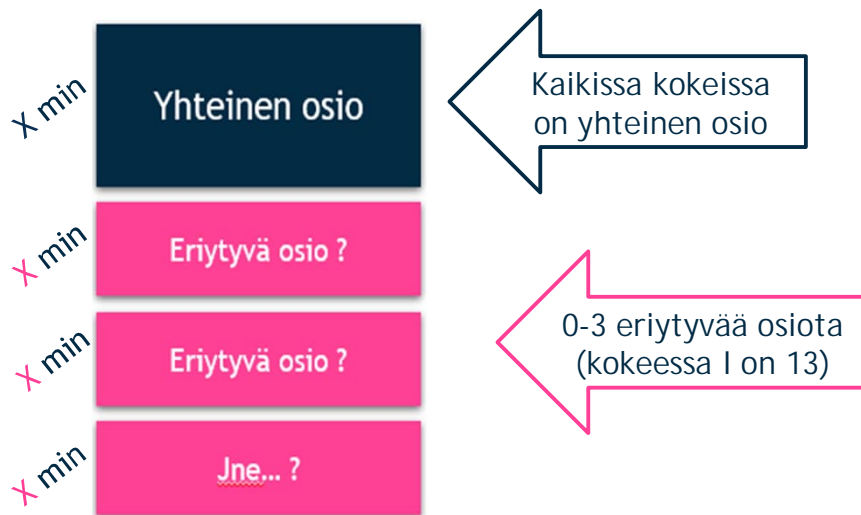 X min
Yhteinen osio
Kaikissa kokeissa
on yhteinen osio
X min
Eriytyvä osio ?
X min
Eriytyvä osio ?
0-3 eriytyvää osiota
(kokeessa I on 13)
X min
Jne... ?